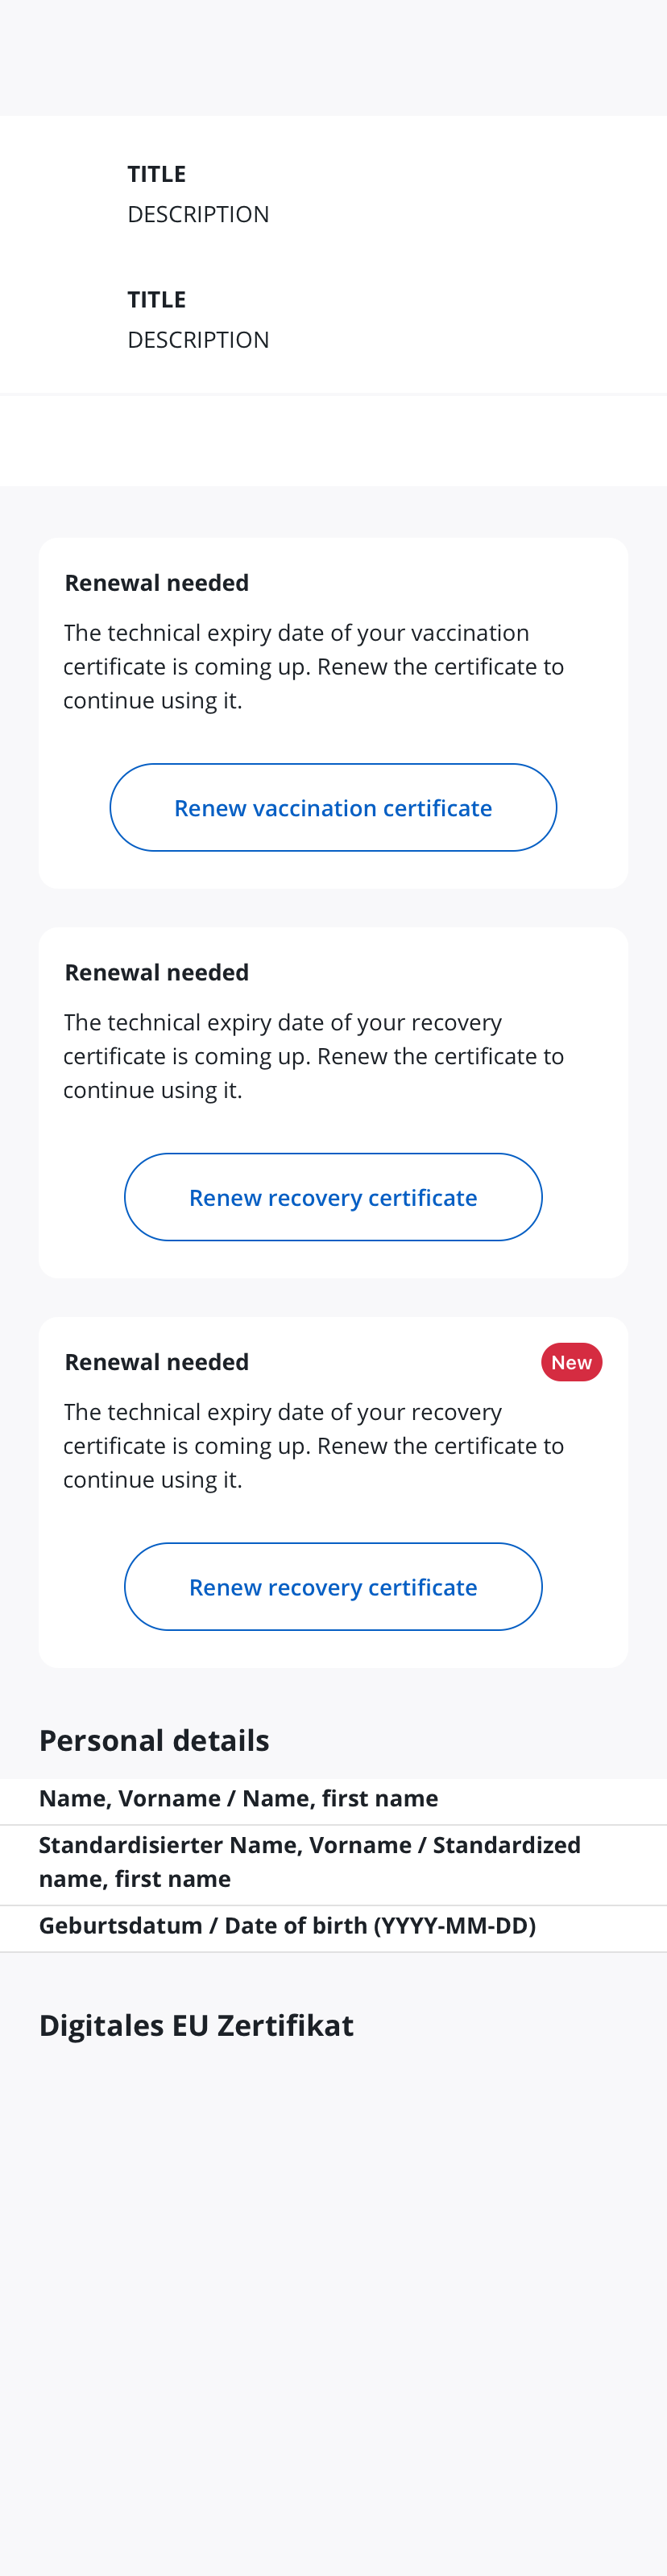 TITLE
DESCRIPTION
TITLE
DESCRIPTION
Renewal needed
The technical expiry date of your vaccination
certificate is coming up. Renew the certificate to
continue using it.
Renew vaccination certificate
Renewal needed
The technical expiry date of your recovery
certificate is coming up. Renew the certificate to
continue using it.
Renew recovery certificate
Renewal needed
New
The technical expiry date of your recovery
certificate is coming up. Renew the certificate to
continue using it.
Renew recovery certificate
Personal details
Name, Vorname / Name, first name
Standardisierter Name, Vorname / Standardized
name, first name
Geburtsdatum / Date of birth (YYYY-MM-DD)
Digitales EU Zertifikat